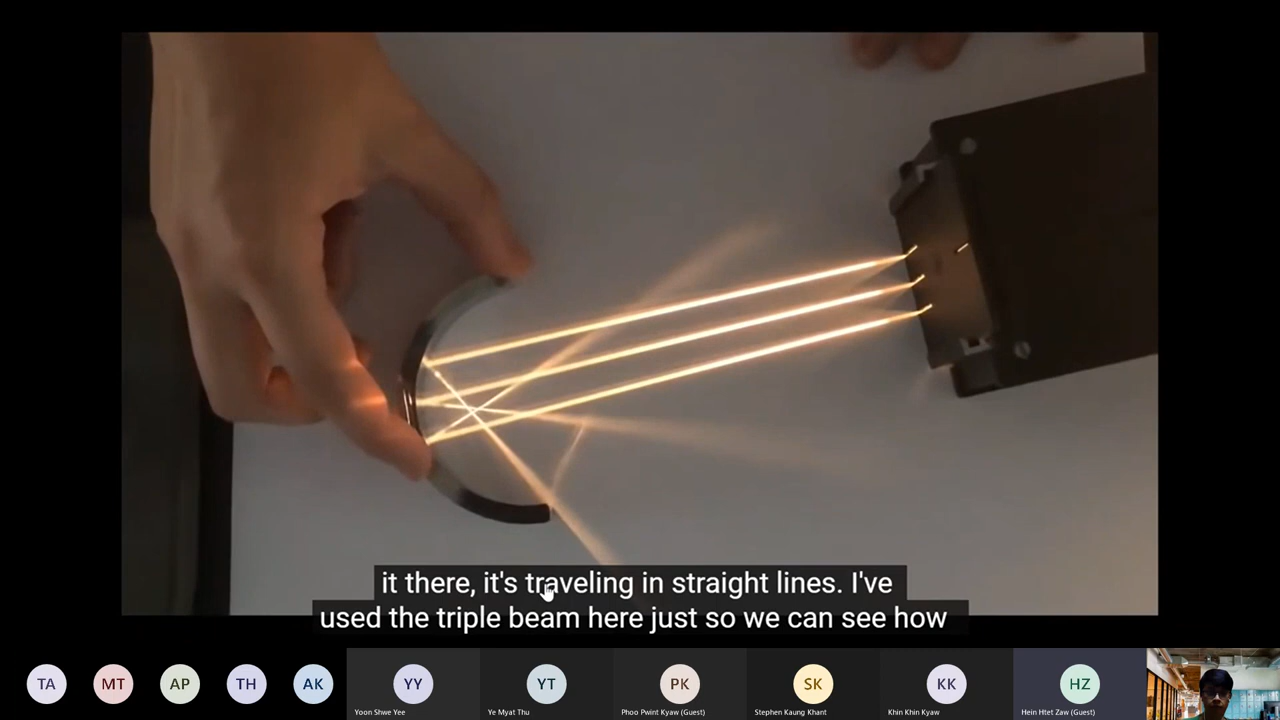 it there, it's traveling in straight lines. I've
used the triple beam here just so we can see how
TA
MT
AP
TH
AK
YY
YT
PK
SK
KK
HZ
Yoon Shwe Yee
Ye Myat Thu
Phoo Pwint Kyaw (Guest)
Stephen Kaung Khant
Khin Khin Kyaw
Hein Htet Zaw (Guest)